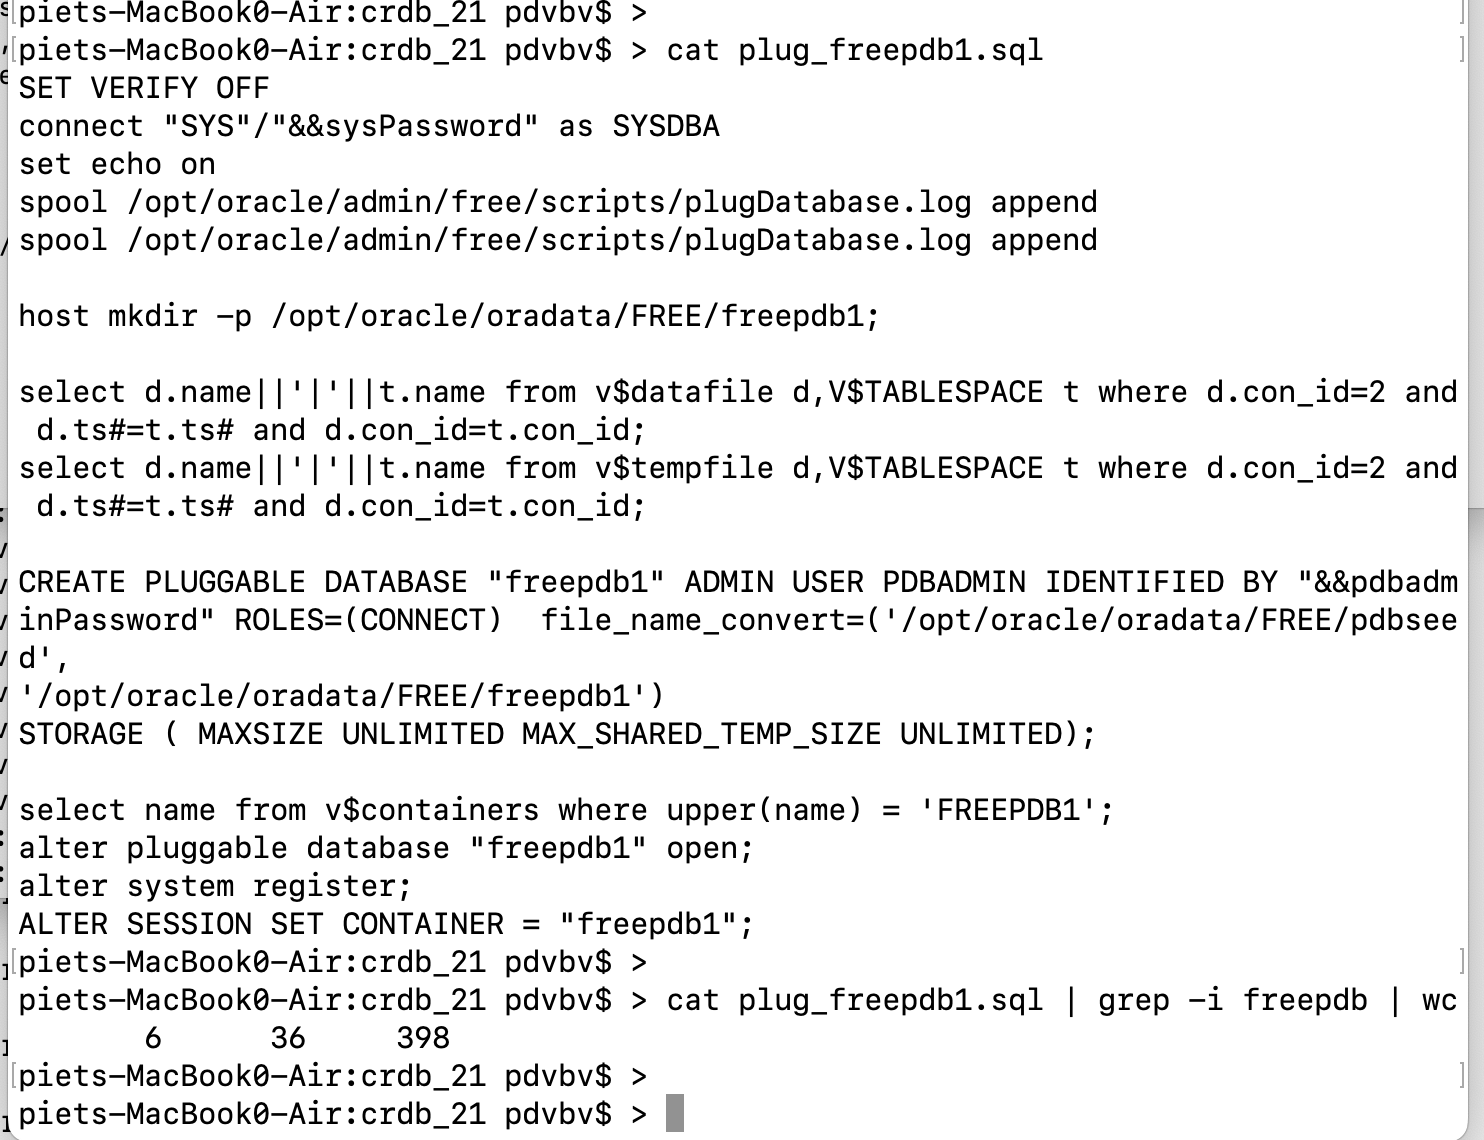 piets-MacBook0-Air:crdb_21 pdvbv$ >
piets-MacBook0-Air:crdb_21 pdvbv$ > cat plug_freepdb1.sql
SET VERIFY OFF
connect "SYS"/"&&sysPassword" as SYSDBA
set echo on
spool /opt/oracle/admin/free/scripts/plugDatabase.log append
spool /opt/oracle/admin/free/scripts/plugDatabase.log append
host mkdir -p /opt/oracle/oradata/FREE/freepdb1;
select d.name||'|'||t.name from v$datafile d,V$TABLESPACE t where d.con_id=2 and
 d.ts#=t.ts# and d.con_id=t.con_id;
select d.name||'|'||t.name from v$tempfile d,V$TABLESPACE t where d.con_id=2 and
 d.ts#=t.ts# and d.con_id=t.con_id;
CREATE PLUGGABLE DATABASE "freepdb1" ADMIN USER PDBADMIN IDENTIFIED BY "&&pdbadm
inPassword" ROLES=(CONNECT)  file_name_convert=('/opt/oracle/oradata/FREE/pdbsee
d',
'/opt/oracle/oradata/FREE/freepdb1')
STORAGE ( MAXSIZE UNLIMITED MAX_SHARED_TEMP_SIZE UNLIMITED);
select name from v$containers where upper(name) = 'FREEPDB1';
alter pluggable database "freepdb1" open;
alter system register;
ALTER SESSION SET CONTAINER = "freepdb1";
piets-MacBook0-Air:crdb_21 pdvbv$ >
piets-MacBook0-Air:crdb_21 pdvbv$ > cat plug_freepdb1.sql | grep -i freepdb | wc
       6      36     398
piets-MacBook0-Air:crdb_21 pdvbv$ >
piets-MacBook0-Air:crdb_21 pdvbv$ >